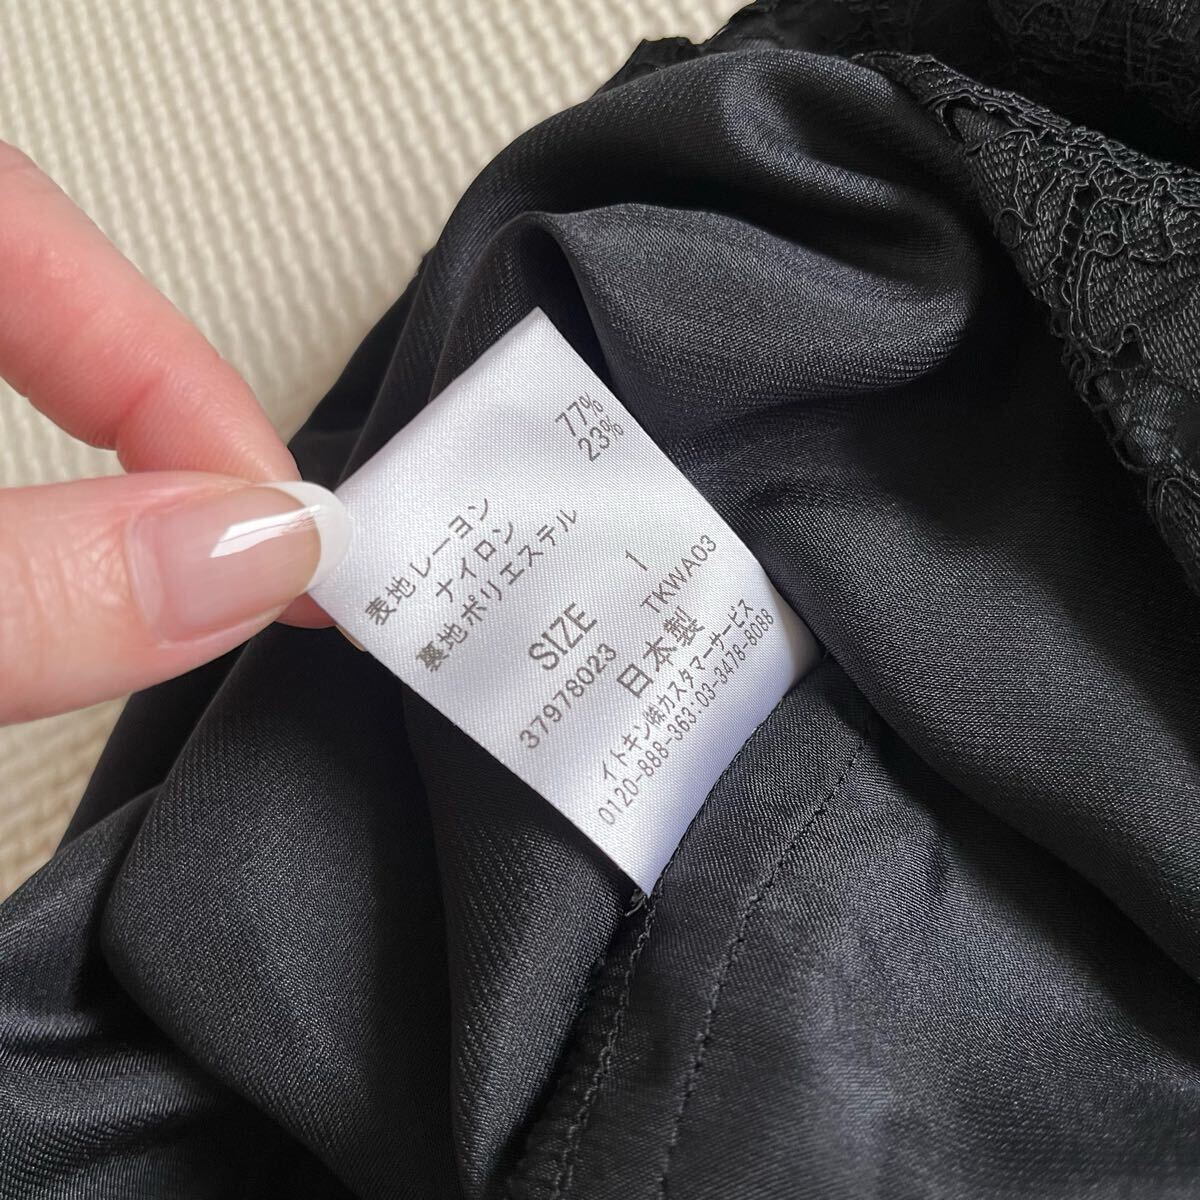 表地レーヨン 77%
ナイロン 23%
裏地ポリエステル
SIZE 1
37978023 TKWA03
日本製
イトキン㈱カスタマーサービス
0120-888-363:03-3478-8088